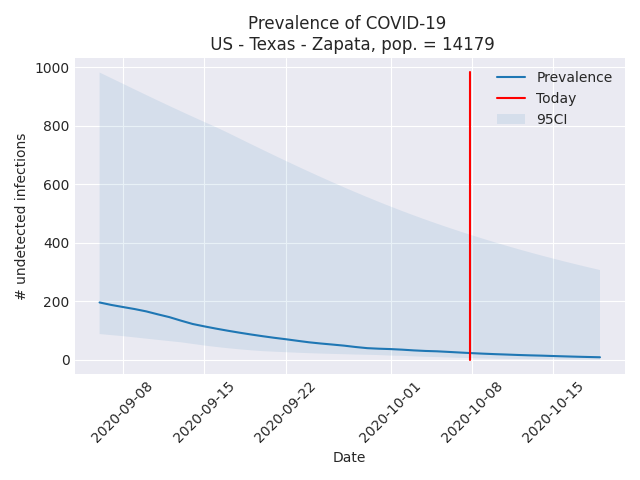 Prevalence of COVID-19
US - Texas - Zapata, pop. = 14179
# undetected infections
1000
800
600
400
200
0
Prevalence
Today
95CI
2020-09-08
2020-09-15
2020-09-22
2020-10-01
2020-10-08
2020-10-15
Date